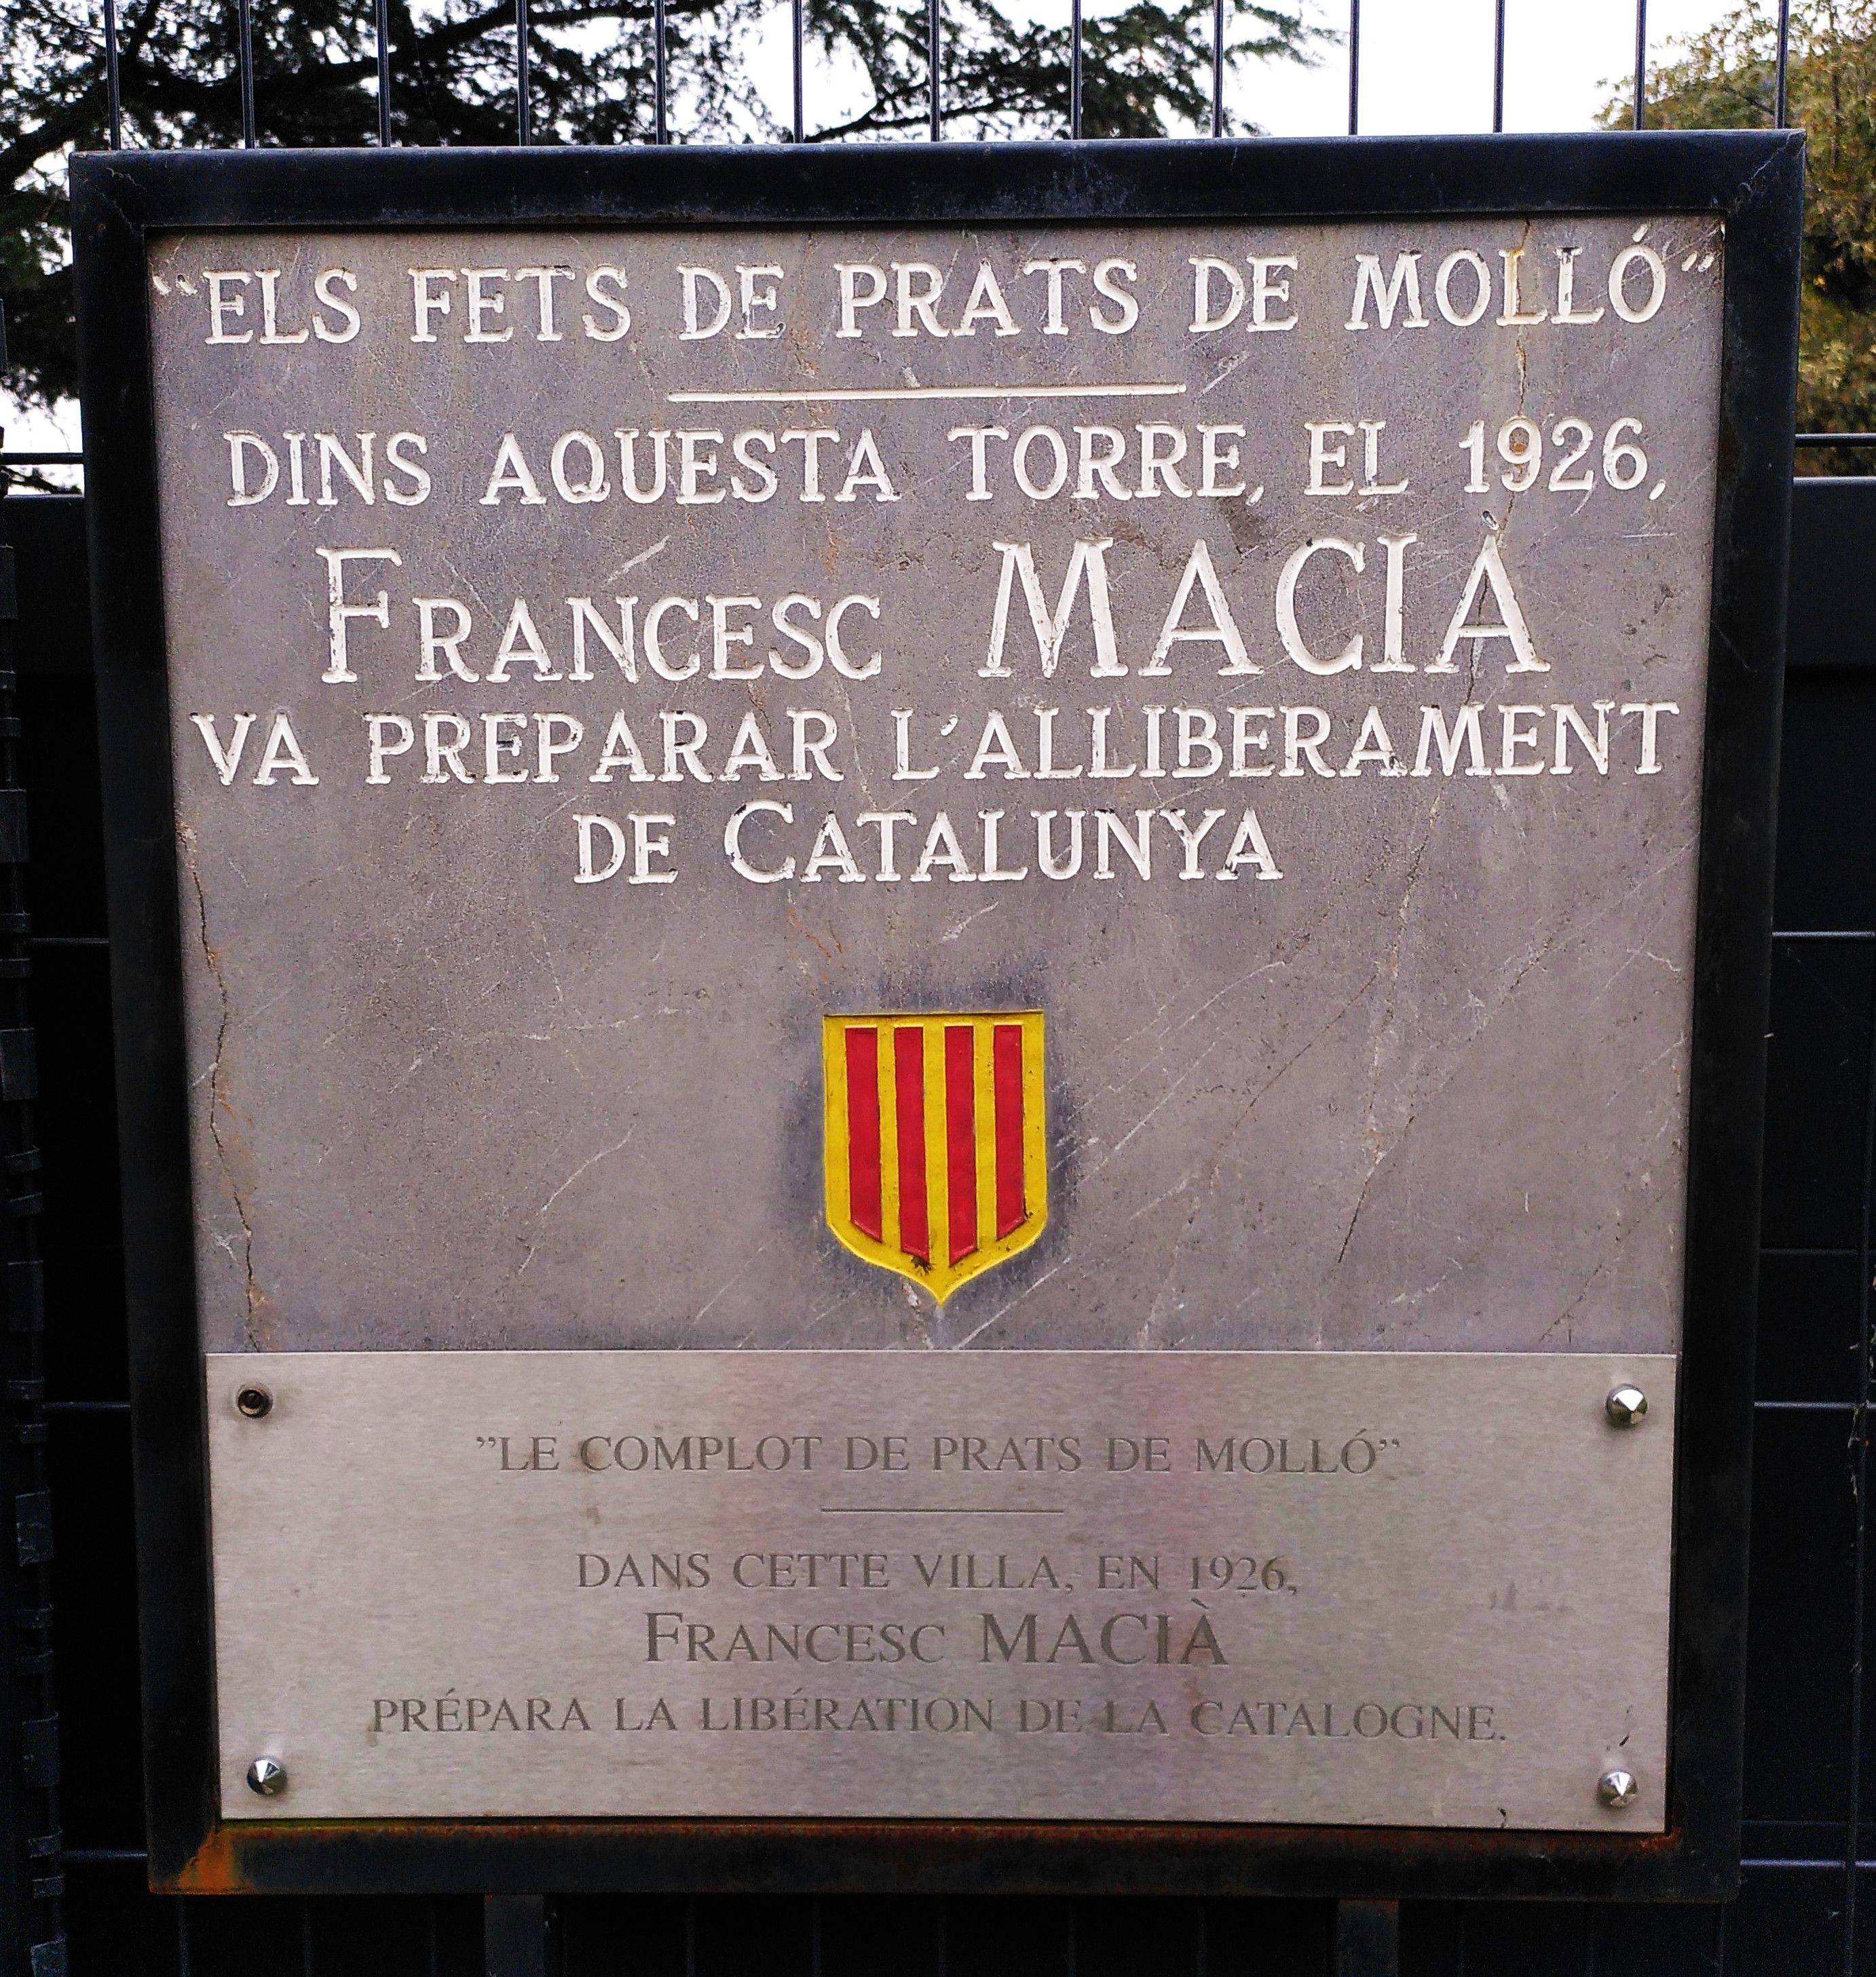 “ELS FETS DE PRATS DE MOLLÓ”
DINS AQUESTA TORRE, EL 1926,
FRANCESC MACIÀ
VA PREPARAR L'ALLIBERAMENT
DE CATALUNYA
”LE COMPLOT DE PRATS DE MOLLÓ”
DANS CETTE VILLA, EN 1926,
FRANCESC MACIÀ
PRÉPARA LA LIBÉRATION DE LA CATALOGNE.